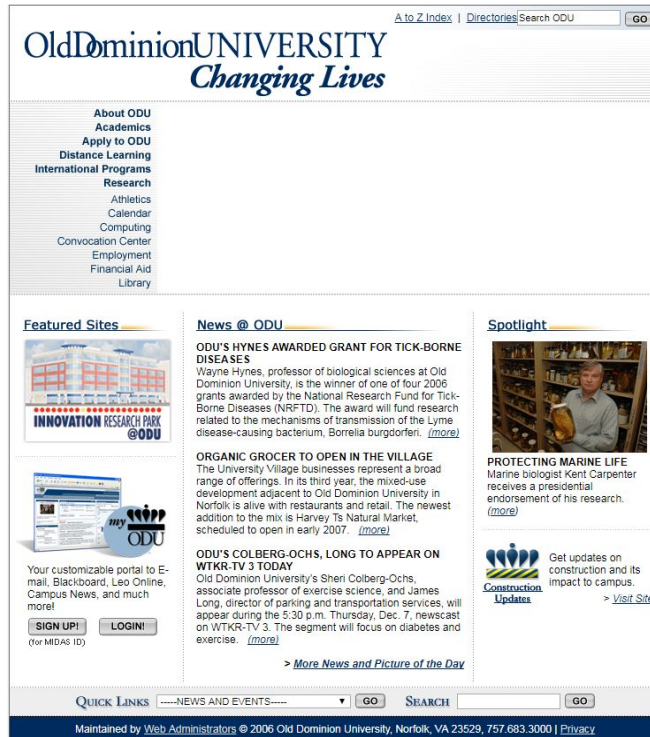 A to Z Index | Directories Search ODU GO
OldDominionUNIVERSITY
Changing Lives
About ODU
Academics
Apply to ODU
Distance Learning
International Programs
Research
Athletics
Calendar
Computing
Convocation Center
Employment
Financial Aid
Library
Featured Sites
INNOVATION RESEARCH PARK
@ODU
my
ODU
Your customizable portal to E-
mail, Blackboard, Leo Online,
Campus News, and much
more!
SIGN UP! LOGIN!
(for MIDAS ID)
News @ ODU
ODU'S HYNES AWARDED GRANT FOR TICK-BORNE
DISEASES
Wayne Hynes, professor of biological sciences at Old
Dominion University, is the winner of one of four 2006
grants awarded by the National Research Fund for Tick-
Borne Diseases (NRFTD). The award will fund research
related to the mechanisms of transmission of the Lyme
disease-causing bacterium, Borrelia burgdorferi. (more)
ORGANIC GROCER TO OPEN IN THE VILLAGE
The University Village businesses represent a broad
range of offerings. In its third year, the mixed-use
development adjacent to Old Dominion University in
Norfolk is alive with restaurants and retail. The newest
addition to the mix is Harvey Ts Natural Market,
scheduled to open in early 2007. (more)
ODU'S COLBERG-OCHS, LONG TO APPEAR ON
WTKR-TV 3 TODAY
Old Dominion University's Sheri Colberg-Ochs,
associate professor of exercise science, and James
Long, director of parking and transportation services, will
appear during the 5:30 p.m. Thursday, Dec. 7, newscast
on WTKR-TV 3. The segment will focus on diabetes and
exercise. (more)
> More News and Picture of the Day
Spotlight
PROTECTING MARINE LIFE
Marine biologist Kent Carpenter
receives a presidential
endorsement of his research.
(more)
Construction
Updates
Get updates on
construction and its
impact to campus.
> Visit Site
QUICK LINKS -----NEWS AND EVENTS----- GO SEARCH GO
Maintained by Web Administrators © 2006 Old Dominion University, Norfolk, VA 23529, 757.683.3000 | Privacy